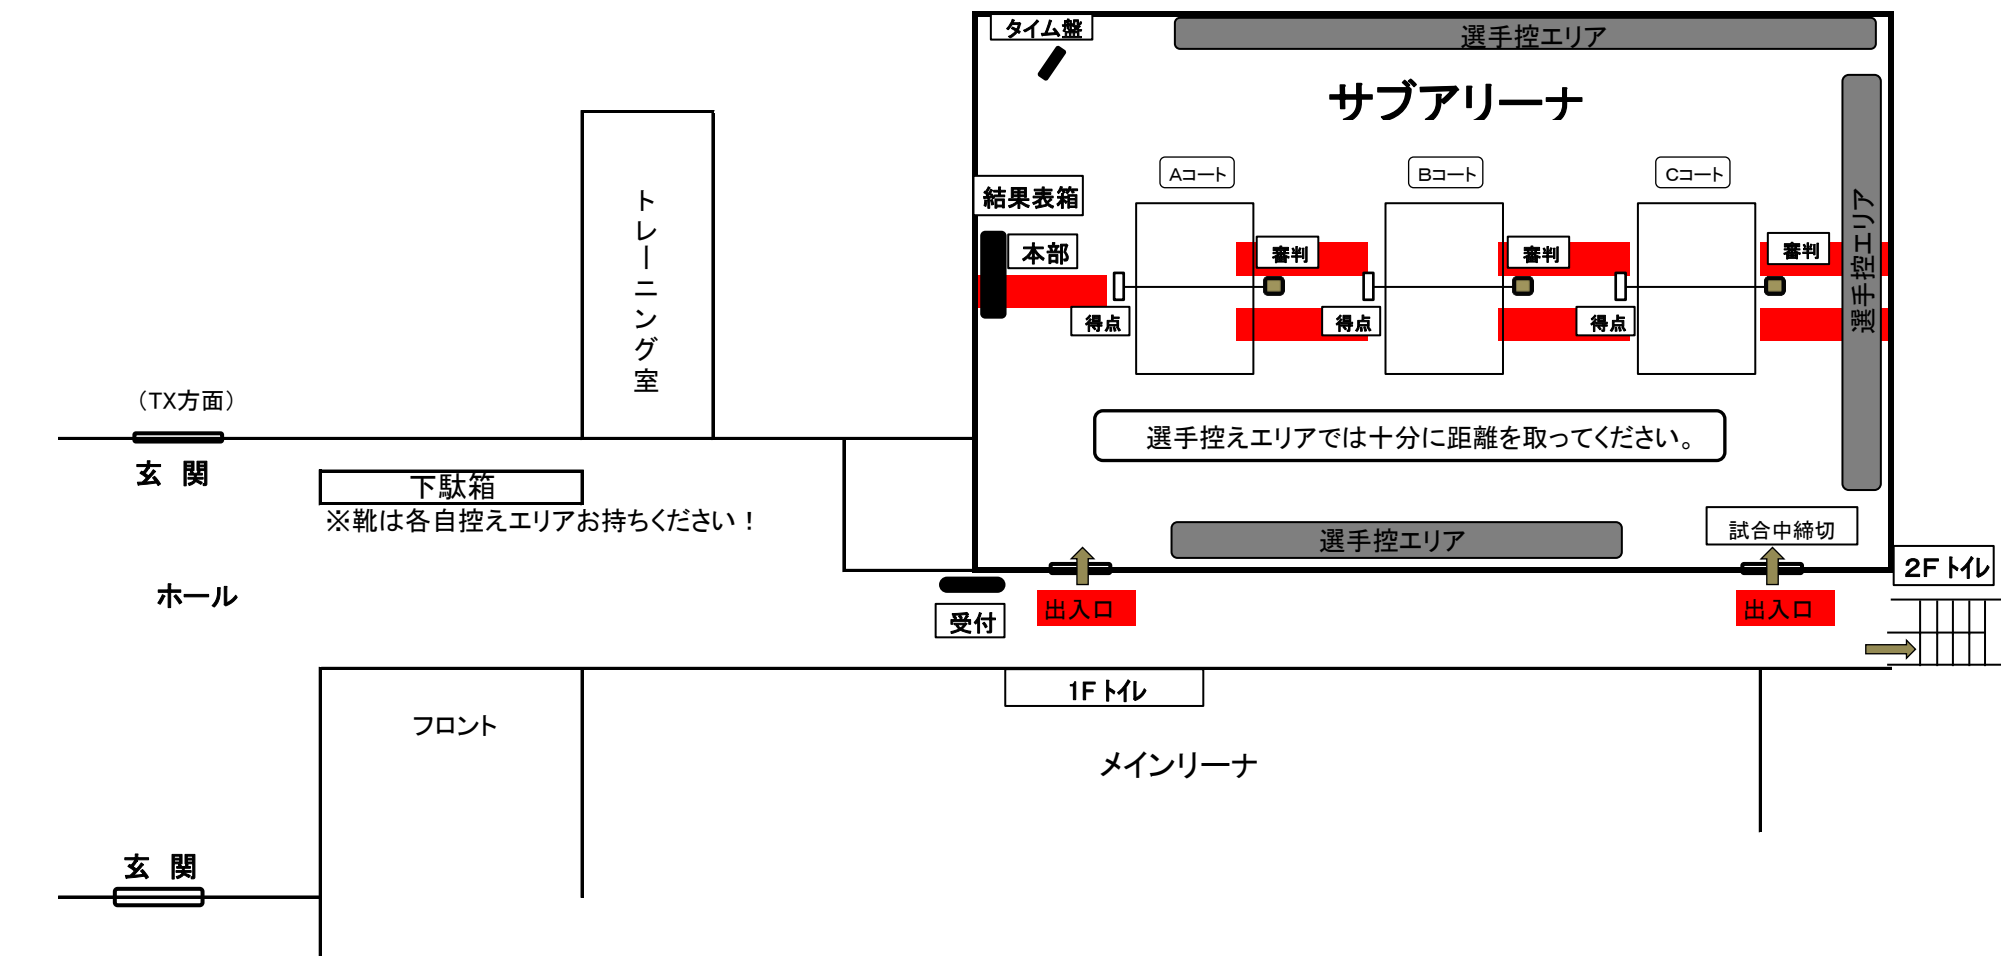 タイム盤
選手控エリア
サブアリーナ
Aコート
Bコート
Cコート
結果表箱
トレーニング室
本部
審判
審判
審判
選手控エリア
得点
得点
得点
（TX方面）
選手控えエリアでは十分に距離を取ってください。
玄　関
下駄箱
※靴は各自控えエリアお持ちください！
選手控エリア
試合中締切
2Fトイレ
ホール
受付
出入口
出入口
1Fトイレ
フロント
メインリーナ
玄　関